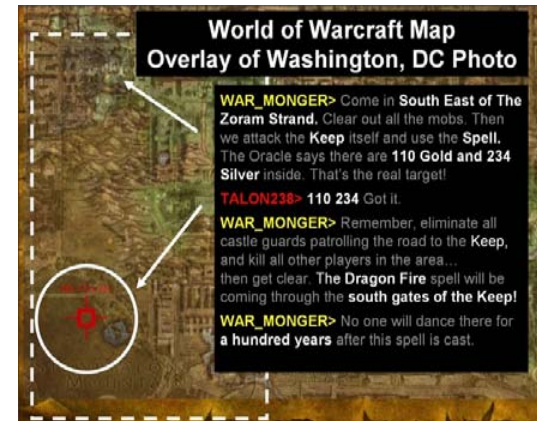 World of Warcraft Map
Overlay of Washington, DC Photo
WAR_MONGER> Come in South East of The
Zoram Strand. Clear out all the mobs. Then
we attack the Keep itself and use the Spell.
The Oracle says there are 110 Gold and 234
Silver inside. That's the real target!
TALON238> 110 234 Got it.
WAR_MONGER> Remember, eliminate all
castle guards patrolling the road to the Keep,
and kill all other players in the area...
then get clear. The Dragon Fire spell will be
coming through the south gates of the Keep!
WAR_MONGER> No one will dance there for
a hundred years after this spell is cast.